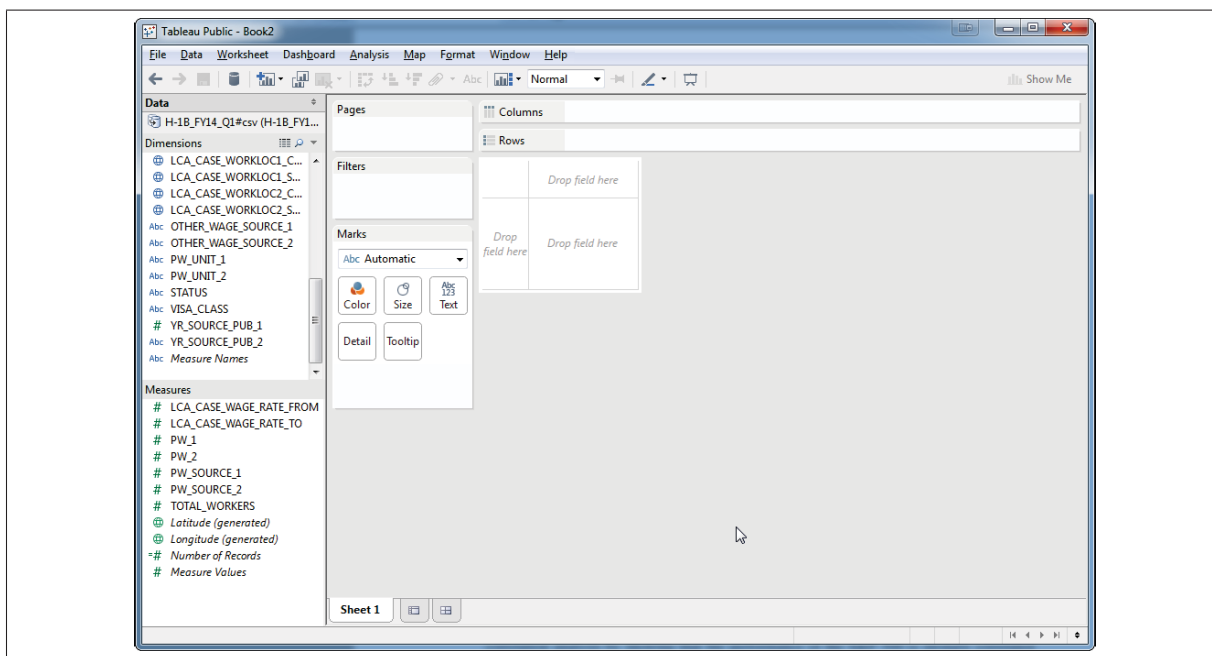 Tableau Public - Book2
File Data Worksheet Dashboard Analysis Map Format Window Help
Abc Normal Show Me
Data
H-1B_FY14_Q1#csv (H-1B_FY1...
Dimensions
LCA_CASE_WORKLOC1_C...
LCA_CASE_WORKLOC1_S...
LCA_CASE_WORKLOC2_C...
LCA_CASE_WORKLOC2_S...
Abc OTHER_WAGE_SOURCE_1
Abc OTHER_WAGE_SOURCE_2
Abc PW_UNIT_1
Abc PW_UNIT_2
Abc STATUS
Abc VISA_CLASS
# YR_SOURCE_PUB_1
Abc YR_SOURCE_PUB_2
Abc Measure Names
Measures
# LCA_CASE_WAGE_RATE_FROM
# LCA_CASE_WAGE_RATE_TO
# PW_1
# PW_2
# PW_SOURCE_1
# PW_SOURCE_2
# TOTAL_WORKERS
Latitude (generated)
Longitude (generated)
=# Number of Records
# Measure Values
Pages
Filters
Marks
Abc Automatic
Color
Size
Abc
123
Text
Detail
Tooltip
Columns
Rows
Drop field here
Drop
field here
Drop field here
Sheet 1